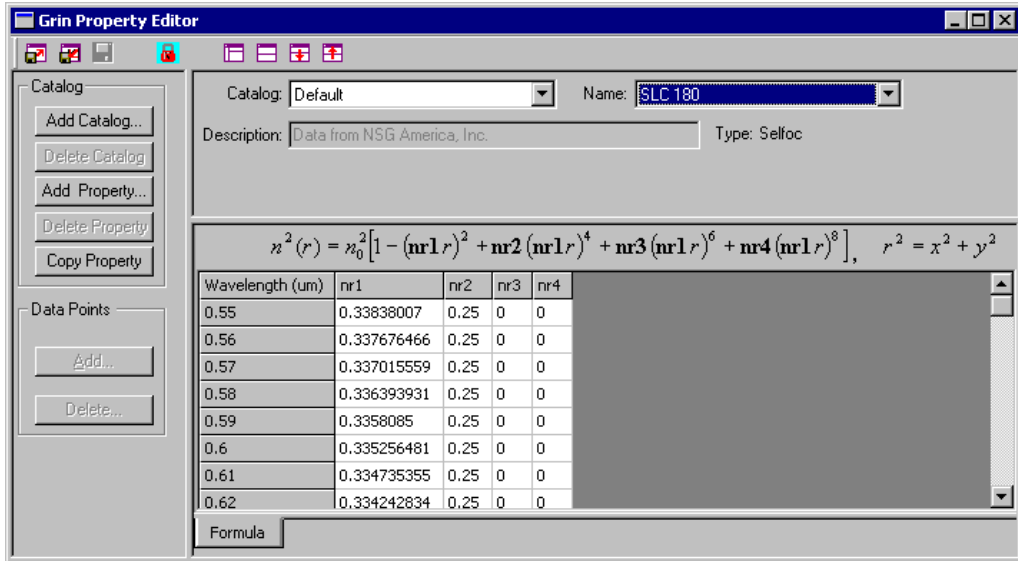 Grin Property Editor
Catalog
Add Catalog...
Delete Catalog
Add Property...
Delete Property
Copy Property
Data Points
Add...
Delete...
Catalog: Default Name: SLC 180
Description: Data from NSG America, Inc. Type: Selfoc
n²(r) = n₀²[1 − (nr1 r)² + nr2 (nr1 r)⁴ + nr3 (nr1 r)⁶ + nr4 (nr1 r)⁸], r² = x² + y²
Wavelength (um) nr1 nr2 nr3 nr4
0.55 0.33838007 0.25 0 0
0.56 0.337676466 0.25 0 0
0.57 0.337015559 0.25 0 0
0.58 0.336393931 0.25 0 0
0.59 0.3358085 0.25 0 0
0.6 0.335256481 0.25 0 0
0.61 0.334735355 0.25 0 0
0.62 0.334242834 0.25 0 0
Formula